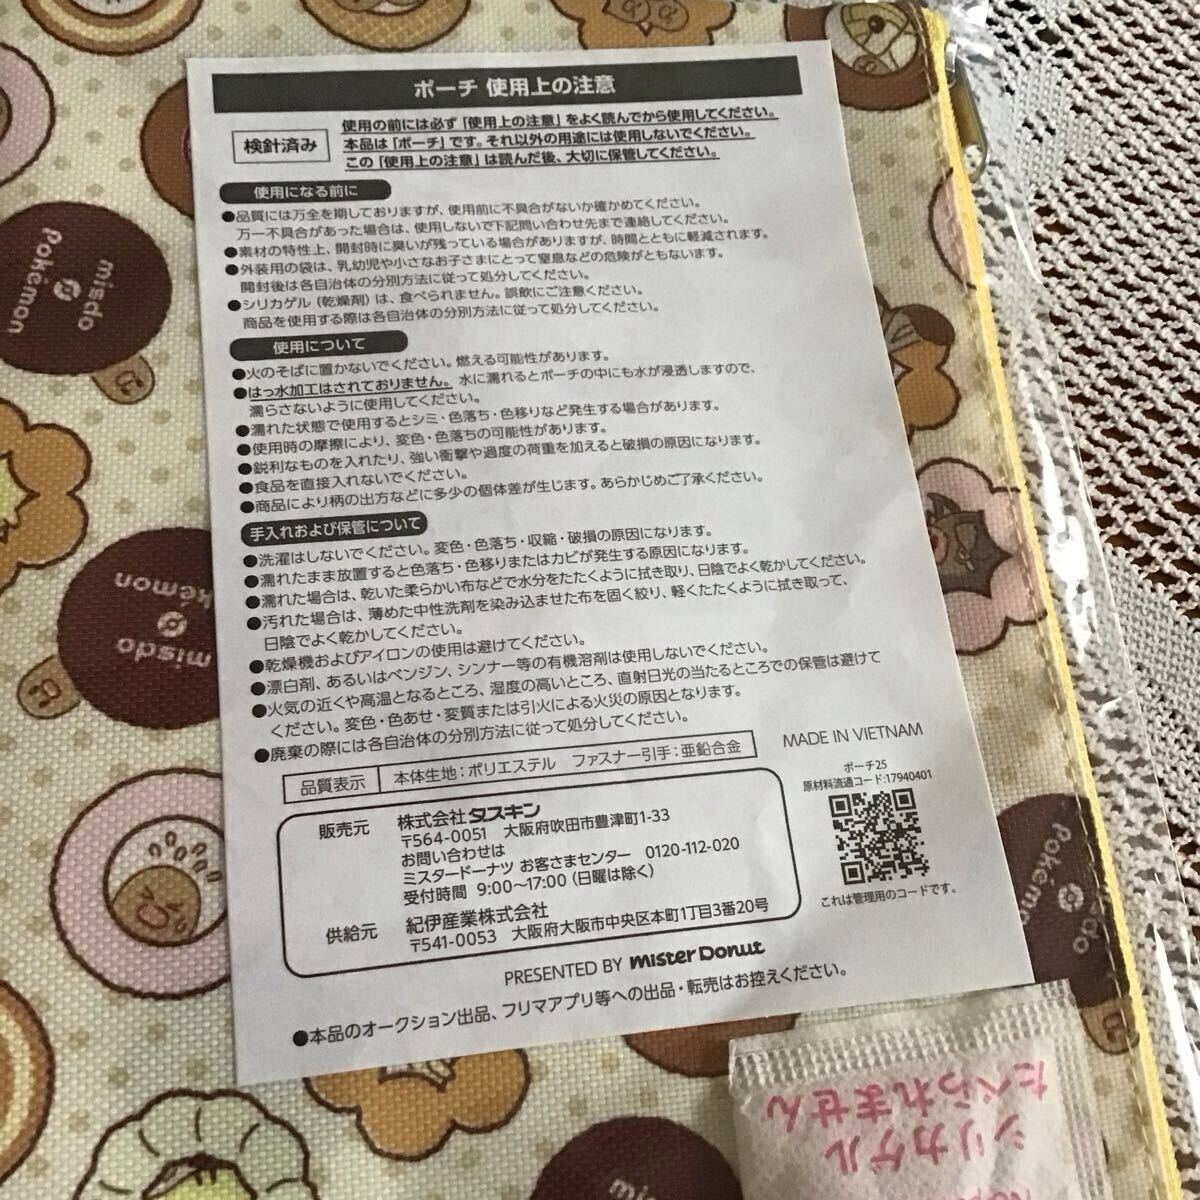 ポーチ 使用上の注意
検針済み
使用の前には必ず「使用上の注意」をよく読んでから使用してください。
本品は「ポーチ」です。それ以外の用途には使用しないでください。
この「使用上の注意」は読んだ後、大切に保管してください。
使用になる前に
●品質には万全を期しておりますが、使用前に不具合がないか確かめてください。
万一不具合があった場合は、使用しないで下記問い合わせ先まで連絡してください。
●素材の特性上、開封時に臭いが残っている場合がありますが、時間とともに軽減されます。
●外装用の袋は、乳幼児や小さなお子さまにとって窒息などの危険がともないます。
開封後は各自治体の分別方法に従って処分してください。
●シリカゲル（乾燥剤）は、食べられません。誤飲にご注意ください。
商品を使用する際は各自治体の分別方法に従って処分してください。
使用について
●火のそばに置かないでください。燃える可能性があります。
●はっ水加工はされておりません。水に濡れるとポーチの中にも水が浸透しますので、
濡らさないように使用してください。
●濡れた状態で使用するとシミ・色落ち・色移りなど発生する場合があります。
●使用時の摩擦により、変色・色落ちの可能性があります。
●鋭利なものを入れたり、強い衝撃や過度の荷重を加えると破損の原因になります。
●食品を直接入れないでください。
●商品により柄の出方などに多少の個体差が生じます。あらかじめご了承ください。
手入れおよび保管について
●洗濯はしないでください。変色・色落ち・収縮・破損の原因になります。
●濡れたまま放置すると色落ち・色移りまたはカビが発生する原因になります。
●濡れた場合は、乾いた柔らかい布などで水分をたたくように拭き取り、日陰でよく乾かしてください。
●汚れた場合は、薄めた中性洗剤を染み込ませた布を固く絞り、軽くたたくように拭き取って、
日陰でよく乾かしてください。
●乾燥機およびアイロンの使用は避けてください。
●漂白剤、あるいはベンジン、シンナー等の有機溶剤は使用しないでください。
●火気の近くや高温となるところ、湿度の高いところ、直射日光の当たるところでの保管は避けて
ください。変色・色あせ・変質または引火による火災の原因となります。
●廃棄の際には各自治体の分別方法に従って処分してください。
品質表示 本体生地：ポリエステル ファスナー引手：亜鉛合金
MADE IN VIETNAM
ポーチ25
原材料流通コード：17940401
これは管理用のコードです。
販売元 株式会社 ダスキン
〒564-0051 大阪府吹田市豊津町1-33
お問い合わせは
ミスタードーナツ お客さまセンター 0120-112-020
受付時間 9:00〜17:00（日曜は除く）
供給元 紀伊産業株式会社
〒541-0053 大阪府大阪市中央区本町1丁目3番20号
PRESENTED BY mister Donut
●本品のオークション出品、フリマアプリ等への出品・転売はお控えください。
misdo
Pokémon
misdo
Pokémon
misdo
Pokémon
misdo
シリカゲル
たべられません